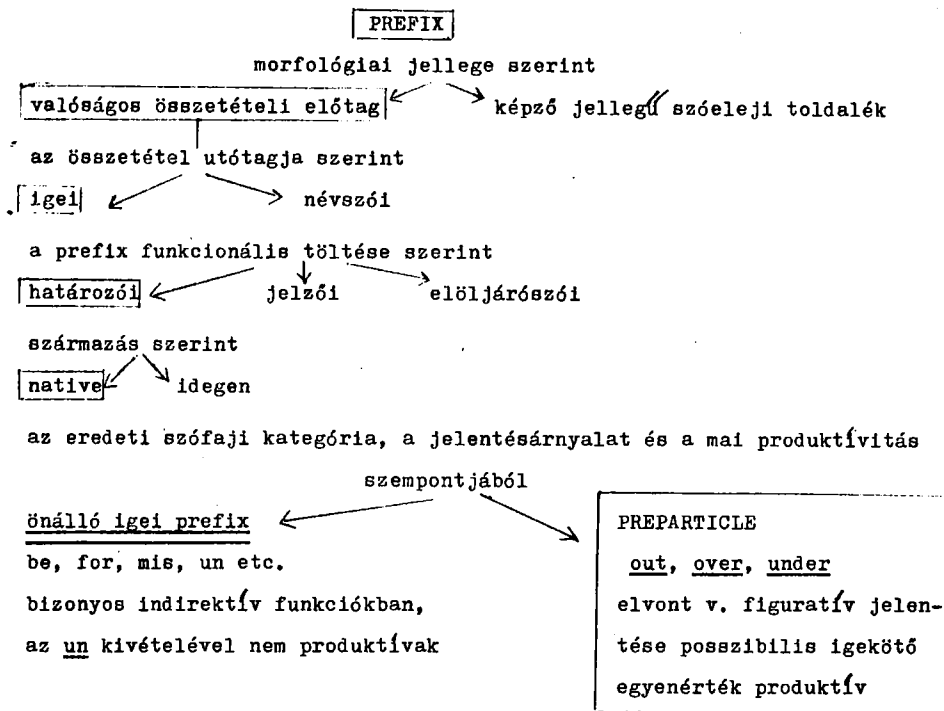 PREFIX
morfológiai jellege szerint
valóságos összetételi előtag képző jellegű szóeleji toldalék
az összetétel utótagja szerint
igei névszói
a prefix funkcionális töltése szerint
határozói jelzői elöljárószói
származás szerint
native idegen
az eredeti szófaji kategória, a jelentésárnyalat és a mai produktívitás
szempontjából
önálló igei prefix
be, for, mis, un etc.
bizonyos indirektív funkciókban,
az un kivételével nem produktívak
PREPARTICLE
out, over, under
elvont v. figuratív jelen-
tése posszibilis igekötő
egyenérték produktív